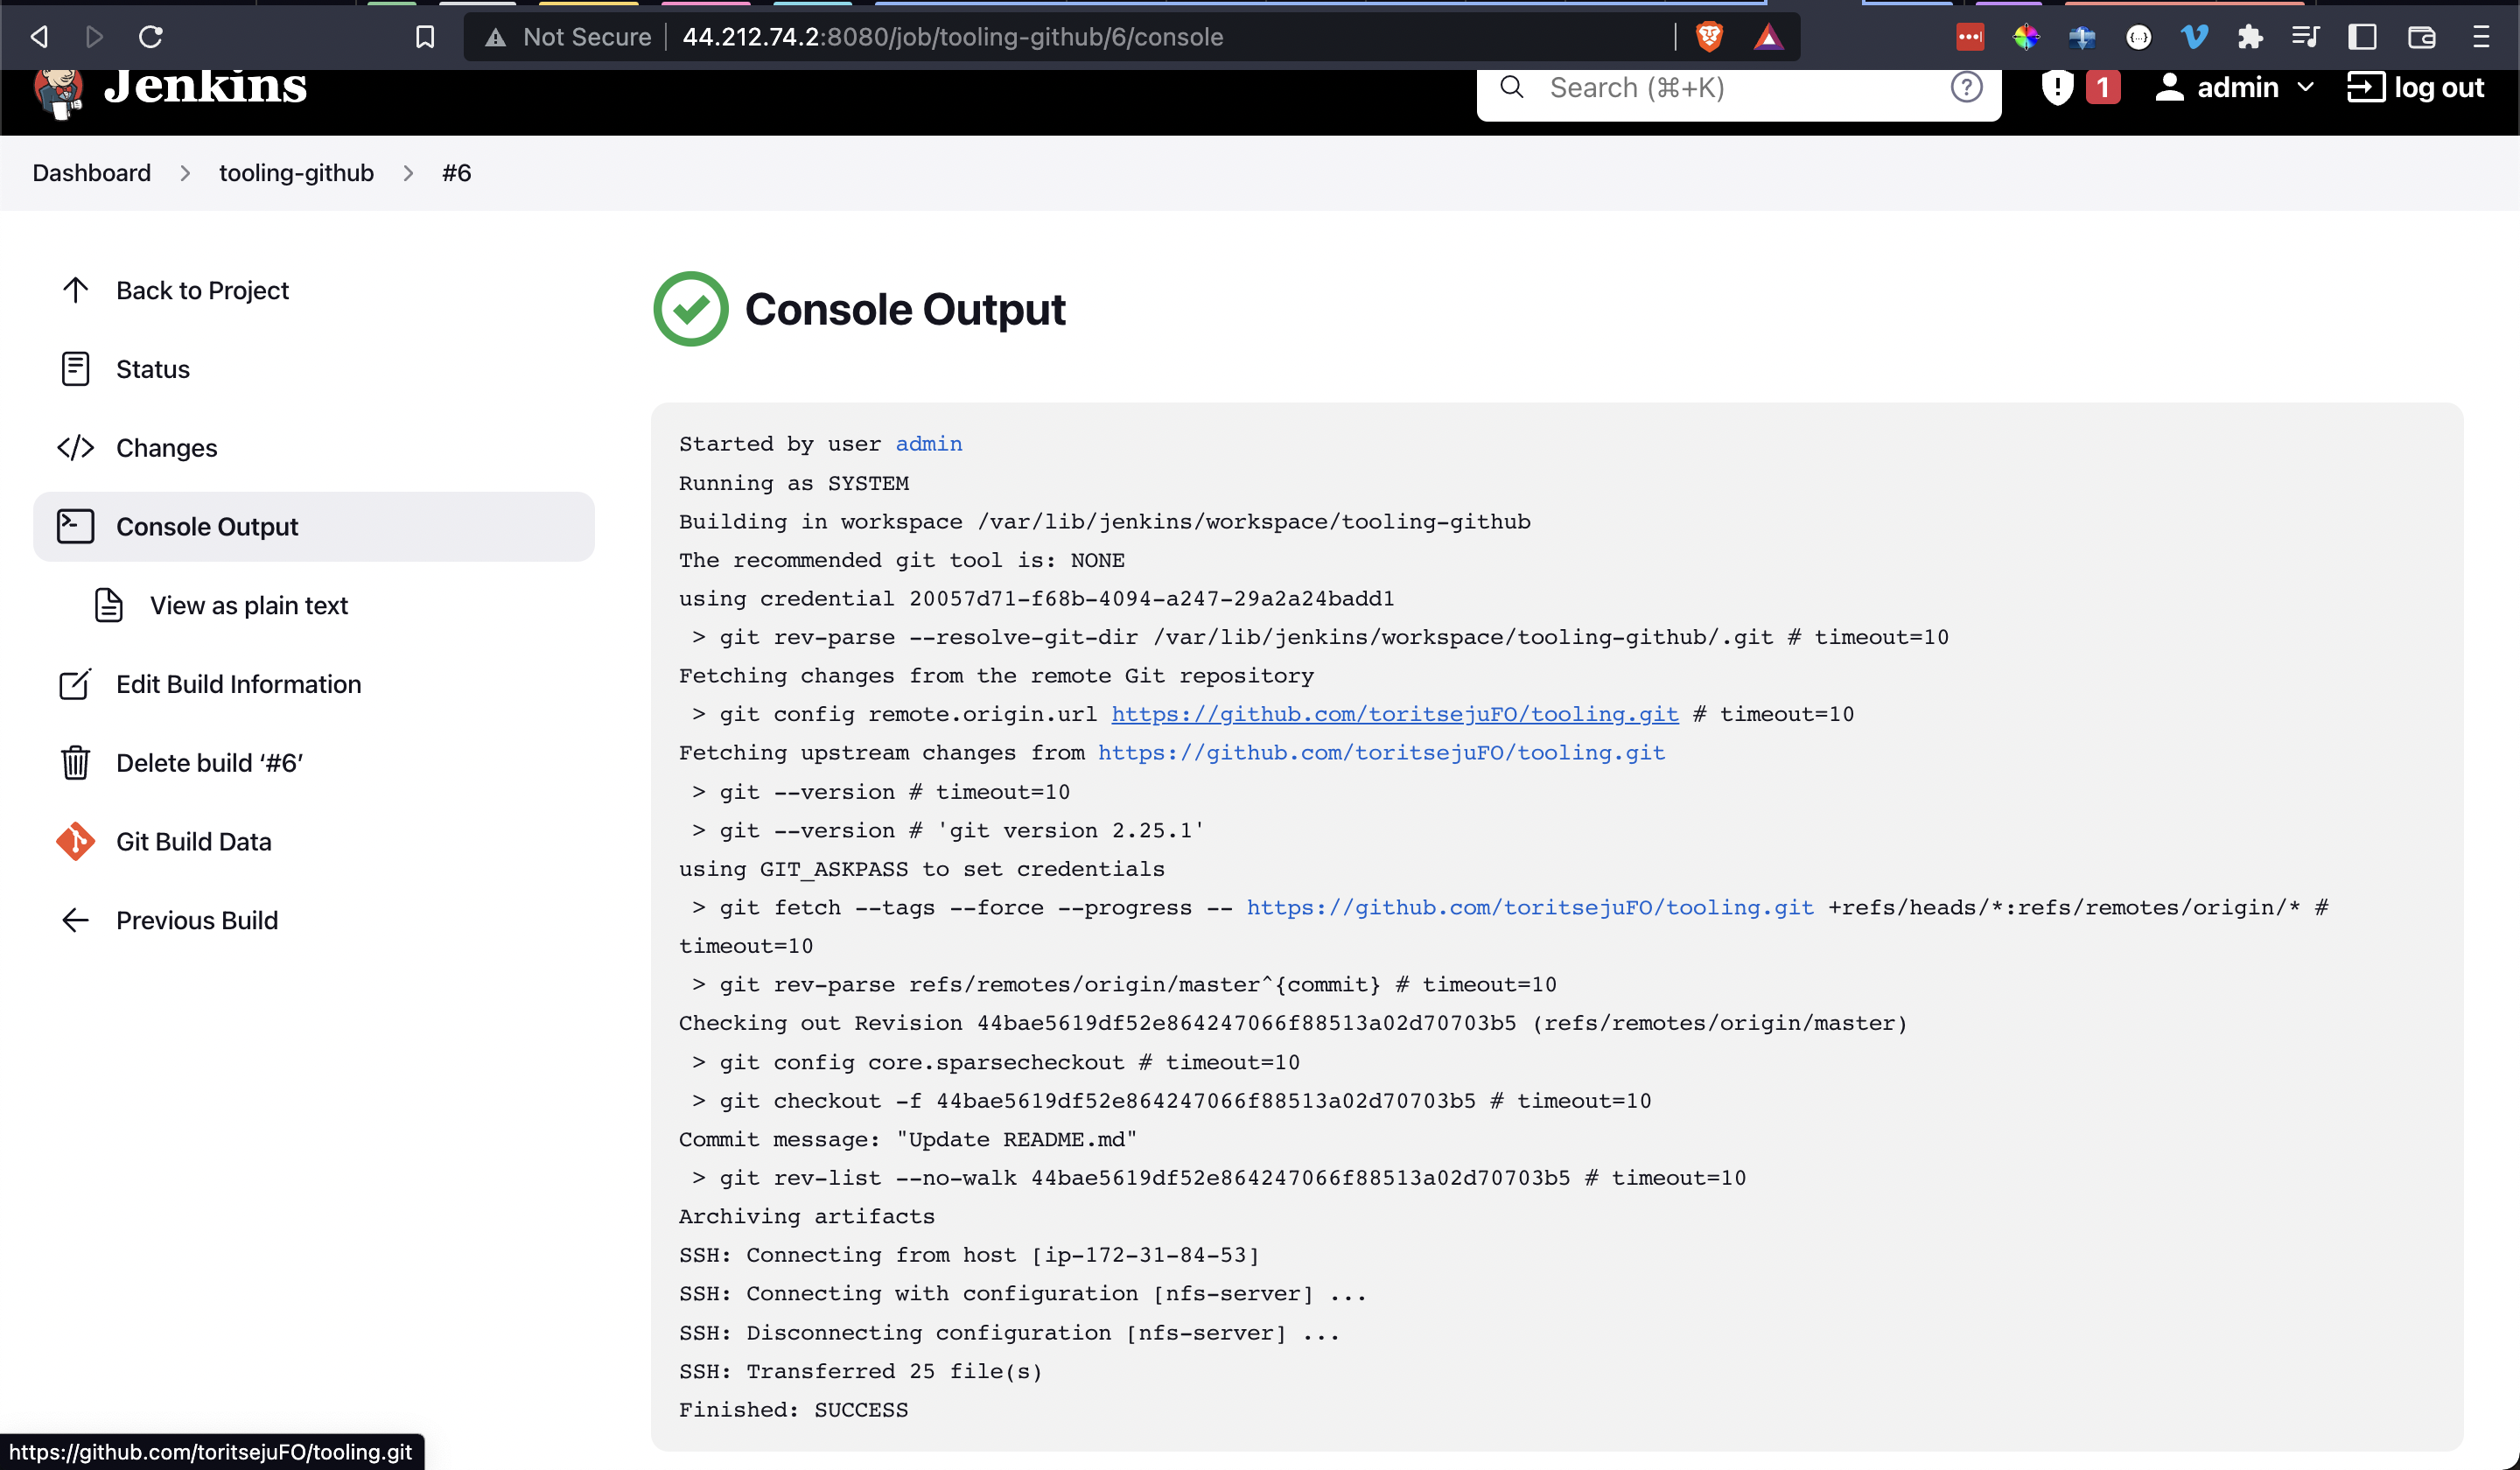 Not Secure 44.212.74.2:8080/job/tooling-github/6/console
Jenkins
Search (⌘+K)
1
admin
log out
Dashboard
tooling-github
#6
Back to Project
Status
Changes
Console Output
View as plain text
Edit Build Information
Delete build ‘#6’
Git Build Data
Previous Build
Console Output
Started by user admin
Running as SYSTEM
Building in workspace /var/lib/jenkins/workspace/tooling-github
The recommended git tool is: NONE
using credential 20057d71-f68b-4094-a247-29a2a24badd1
> git rev-parse --resolve-git-dir /var/lib/jenkins/workspace/tooling-github/.git # timeout=10
Fetching changes from the remote Git repository
> git config remote.origin.url https://github.com/toritsejuFO/tooling.git # timeout=10
Fetching upstream changes from https://github.com/toritsejuFO/tooling.git
> git --version # timeout=10
> git --version # 'git version 2.25.1'
using GIT_ASKPASS to set credentials
> git fetch --tags --force --progress -- https://github.com/toritsejuFO/tooling.git +refs/heads/*:refs/remotes/origin/* #
timeout=10
> git rev-parse refs/remotes/origin/master^{commit} # timeout=10
Checking out Revision 44bae5619df52e864247066f88513a02d70703b5 (refs/remotes/origin/master)
> git config core.sparsecheckout # timeout=10
> git checkout -f 44bae5619df52e864247066f88513a02d70703b5 # timeout=10
Commit message: "Update README.md"
> git rev-list --no-walk 44bae5619df52e864247066f88513a02d70703b5 # timeout=10
Archiving artifacts
SSH: Connecting from host [ip-172-31-84-53]
SSH: Connecting with configuration [nfs-server] ...
SSH: Disconnecting configuration [nfs-server] ...
SSH: Transferred 25 file(s)
Finished: SUCCESS
https://github.com/toritsejuFO/tooling.git